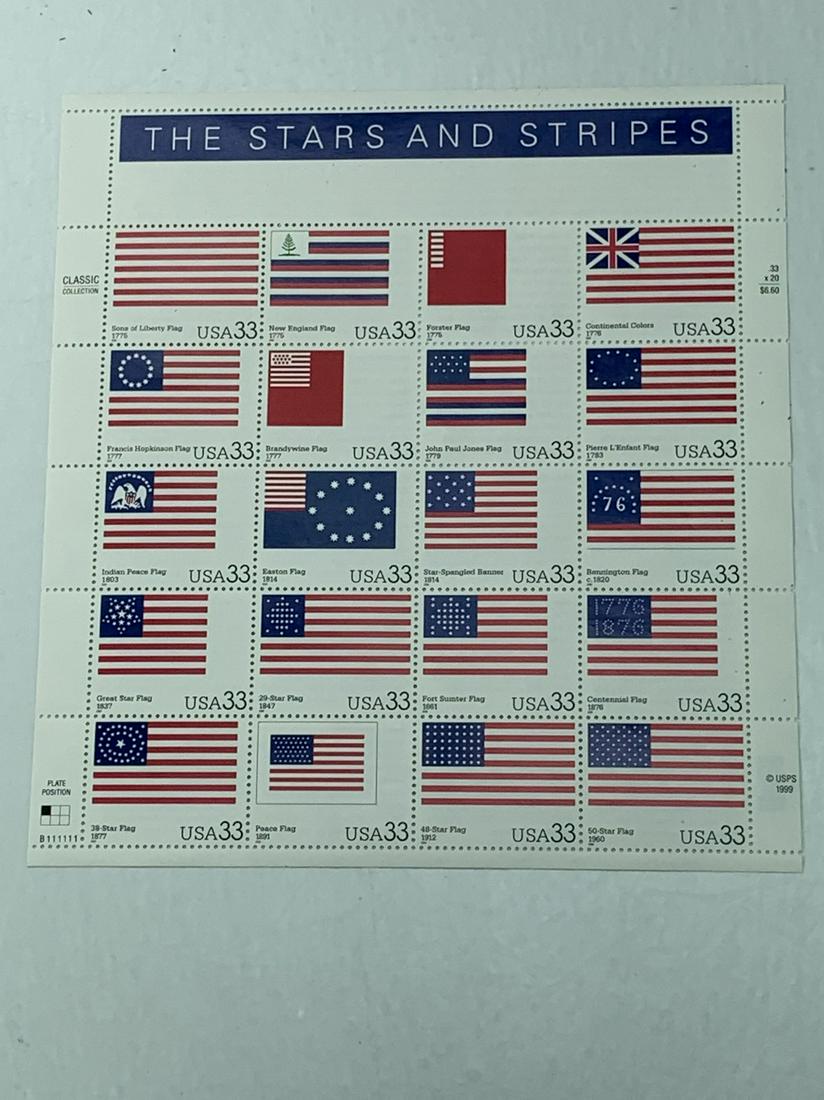 THE STARS AND STRIPES
CLASSIC
COLLECTION
.33
x 20
$6.60
Sons of Liberty Flag
1775
USA33
New England Flag
1775
USA33
Forster Flag
1775
USA33
Continental Colors
1776
USA33
Francis Hopkinson Flag
1777
USA33
Brandywine Flag
1777
USA33
John Paul Jones Flag
1779
USA33
Pierre L'Enfant Flag
1783
USA33
Indian Peace Flag
1803
USA33
Easton Flag
1814
USA33
Star-Spangled Banner
1814
USA33
76
Bennington Flag
c.1820
USA33
Great Star Flag
1837
USA33
29-Star Flag
1847
USA33
Fort Sumter Flag
1861
USA33
1776
1876
Centennial Flag
1876
USA33
38-Star Flag
1877
USA33
Peace Flag
1891
USA33
48-Star Flag
1912
USA33
50-Star Flag
1960
USA33
PLATE
POSITION
B111111
© USPS
1999